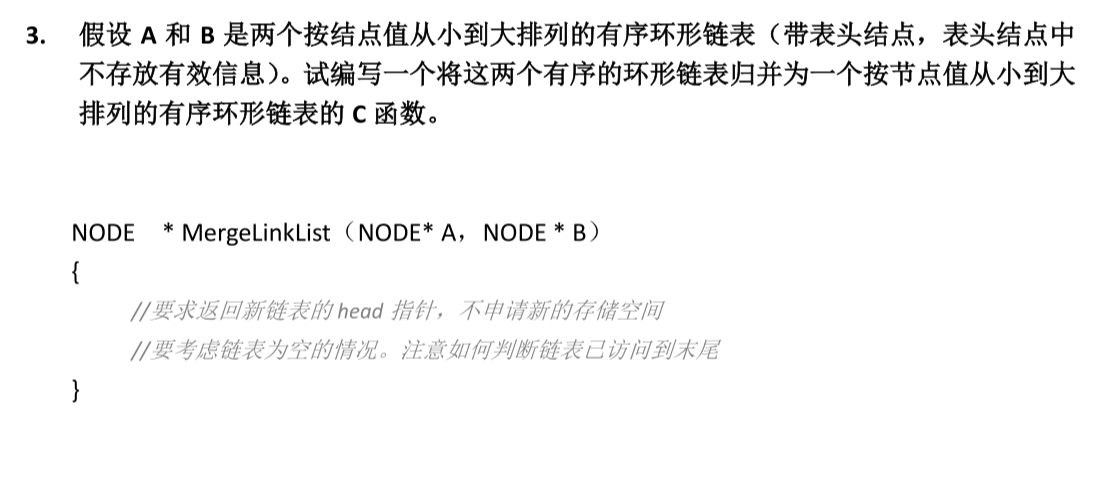 3. 假设 A 和 B 是两个按结点值从小到大排列的有序环形链表（带表头结点，表头结点中
不存放有效信息）。试编写一个将这两个有序的环形链表归并为一个按节点值从小到大
排列的有序环形链表的 C 函数。
NODE * MergeLinkList（NODE* A，NODE * B）
{
//要求返回新链表的 head 指针，不申请新的存储空间
//要考虑链表为空的情况。注意如何判断链表已访问到末尾
}